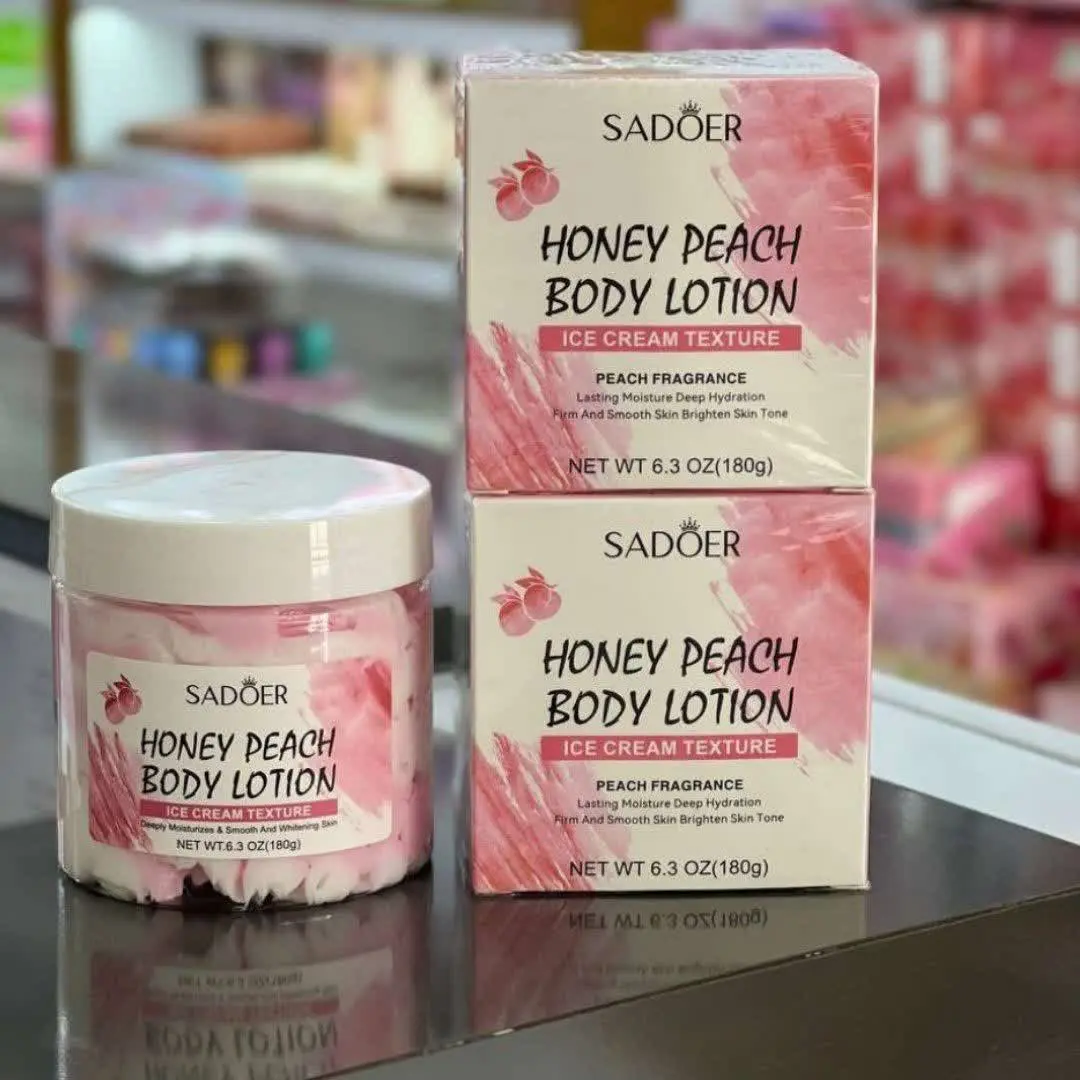 SADOER
HONEY PEACH
BODY LOTION
ICE CREAM TEXTURE
PEACH FRAGRANCE
Lasting Moisture Deep Hydration
Firm And Smooth Skin Brighten Skin Tone
NET WT 6.3 OZ(180g)
SADOER
HONEY PEACH
BODY LOTION
ICE CREAM TEXTURE
PEACH FRAGRANCE
Lasting Moisture Deep Hydration
Firm And Smooth Skin Brighten Skin Tone
NET WT 6.3 OZ(180g)
SADOER
HONEY PEACH
BODY LOTION
ICE CREAM TEXTURE
Deeply Moisturizes & Smooth And Whitening Skin
NET WT.6.3 OZ(180g)